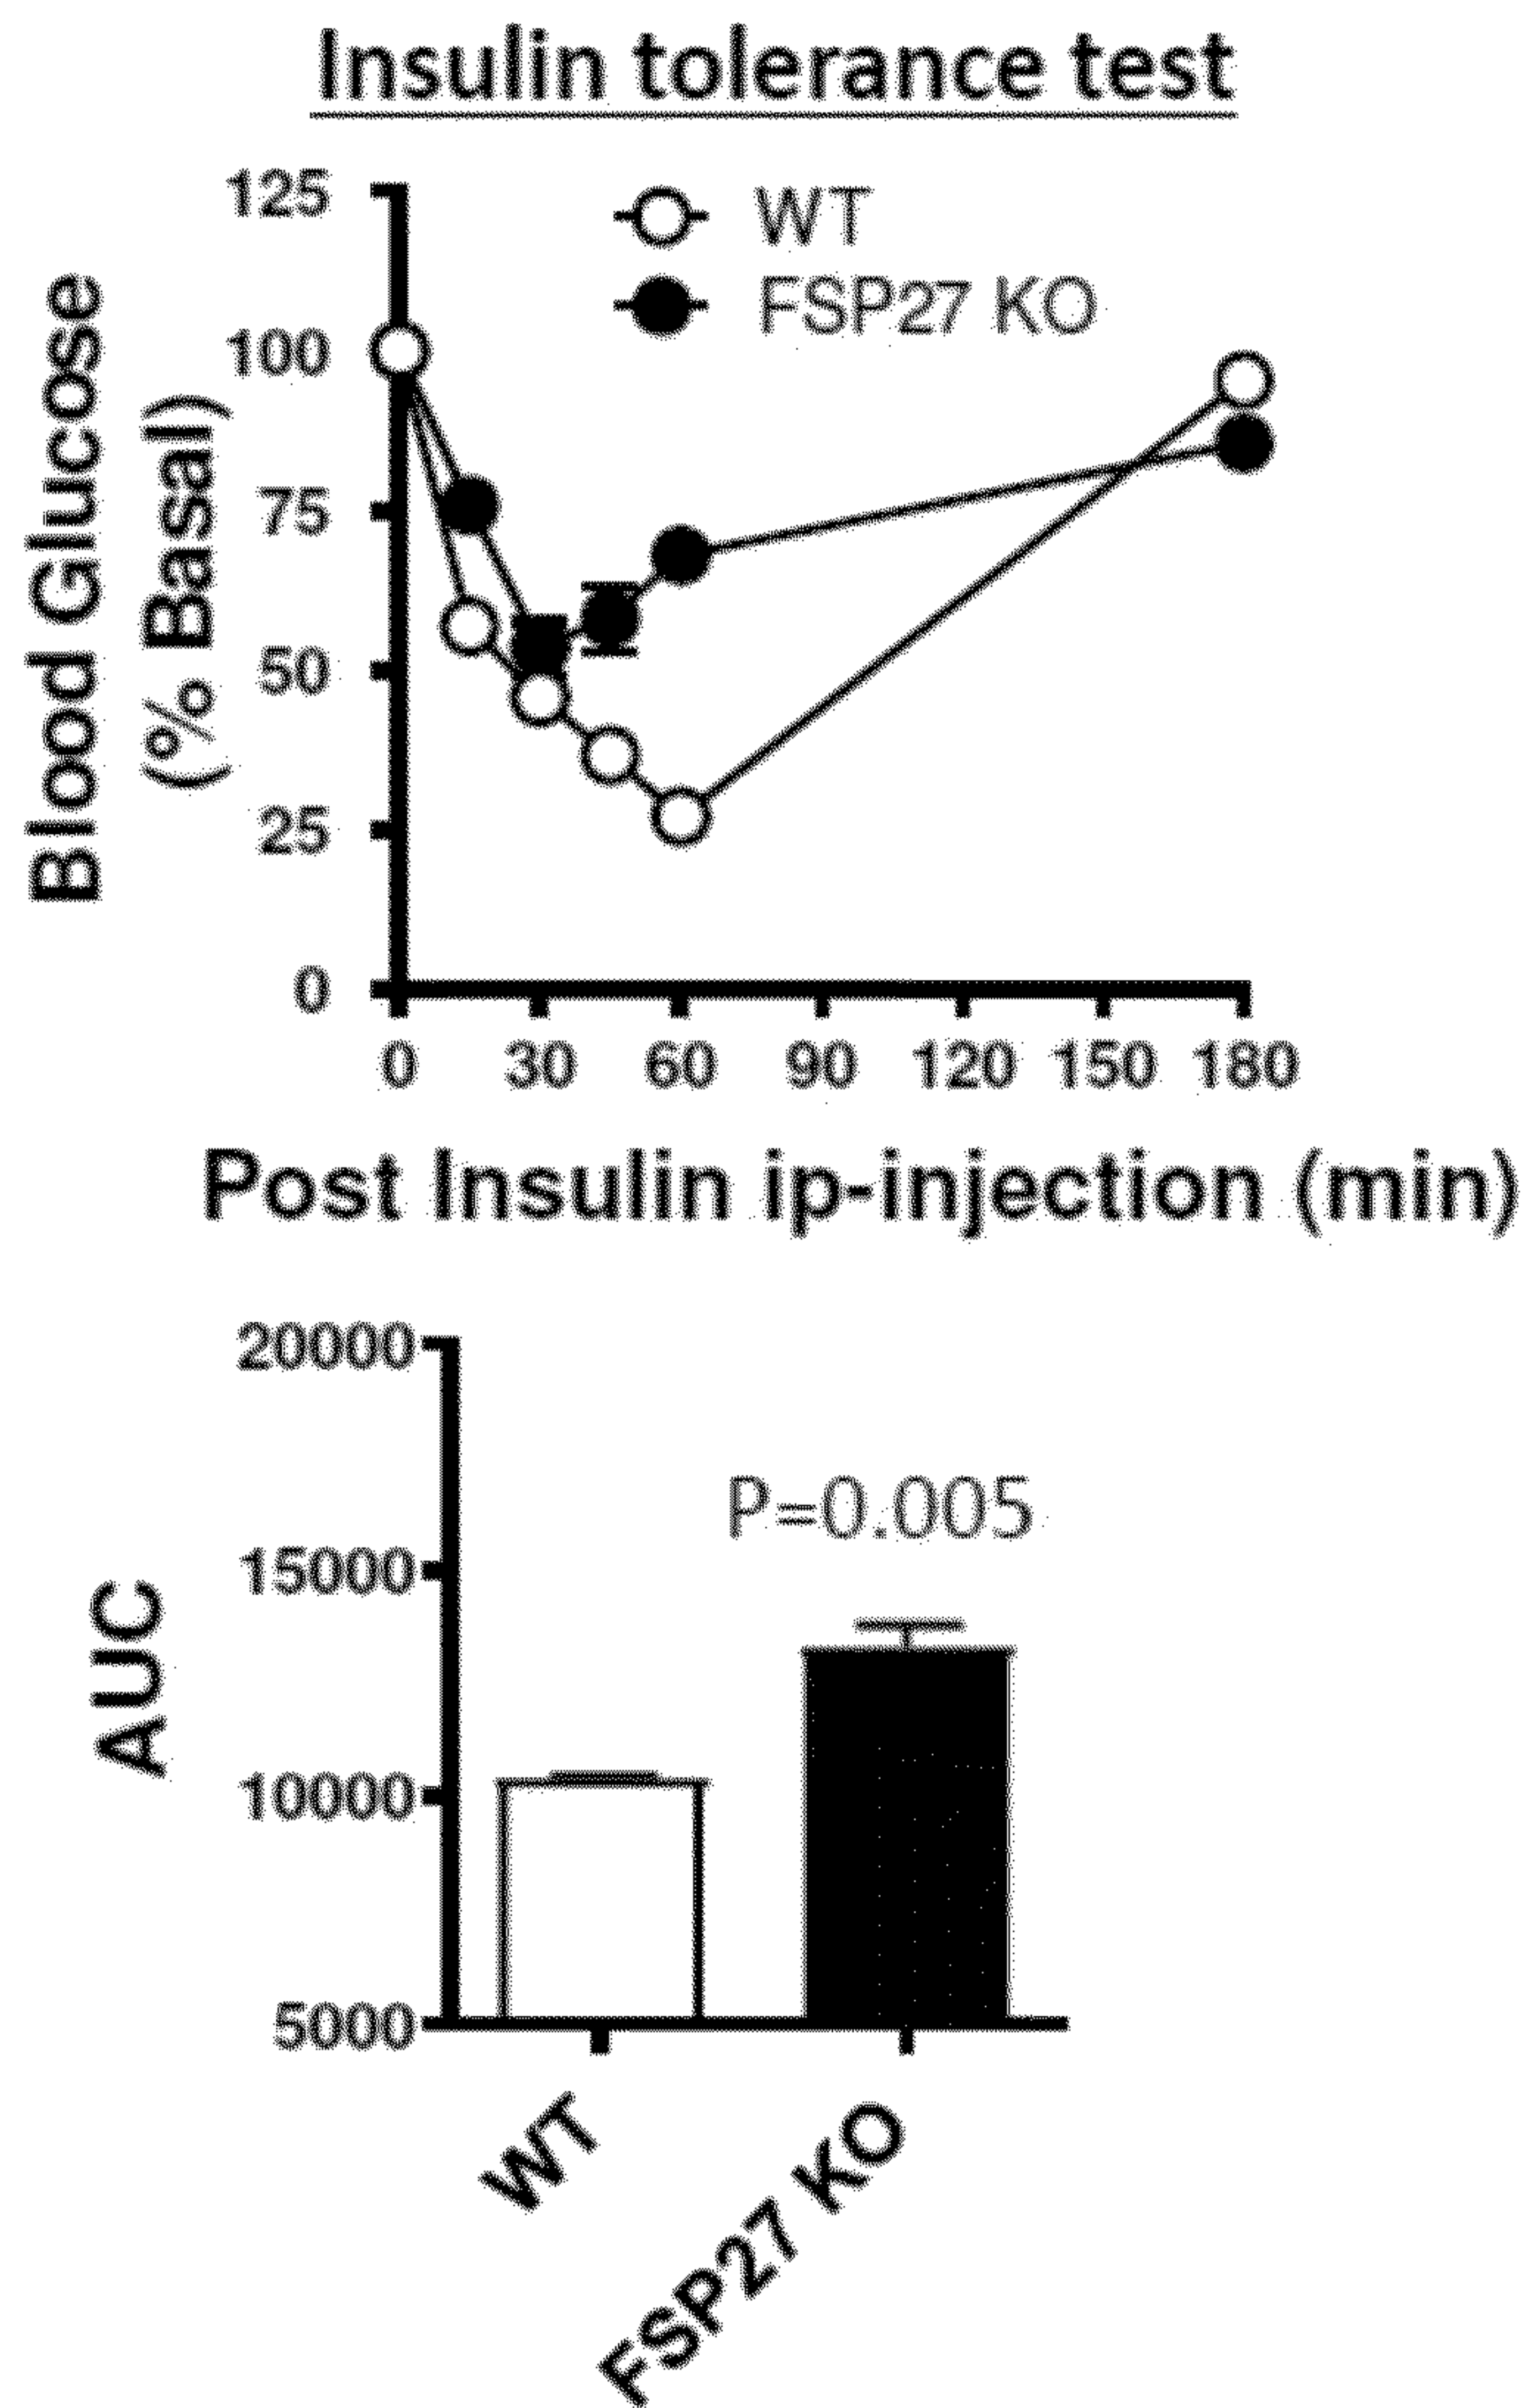 Insulin tolerance test
125
WT
FSP27 KO
100
75
50
25
0
Blood Glucose
(% Basal)
0 30 60 90 120 150 180
Post Insulin ip-injection (min)
20000
P=0.005
15000
10000
5000
AUC
WT
FSP27 KO